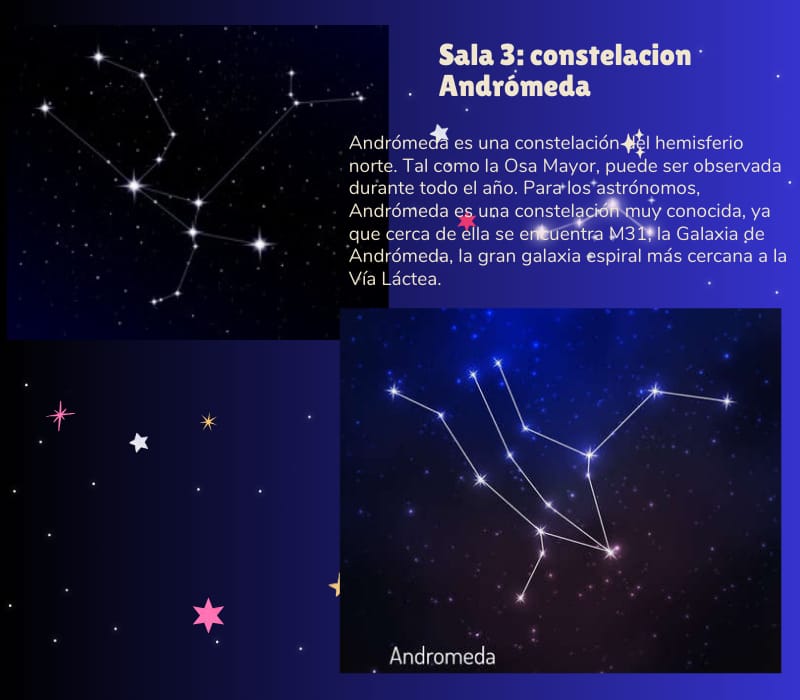 Sala 3: constelacion
Andrómeda
Andrómeda es una constelación del hemisferio
norte. Tal como la Osa Mayor, puede ser observada
durante todo el año. Para los astrónomos,
Andrómeda es una constelación muy conocida, ya
que cerca de ella se encuentra M31, la Galaxia de
Andrómeda, la gran galaxia espiral más cercana a la
Vía Láctea.
Andromeda